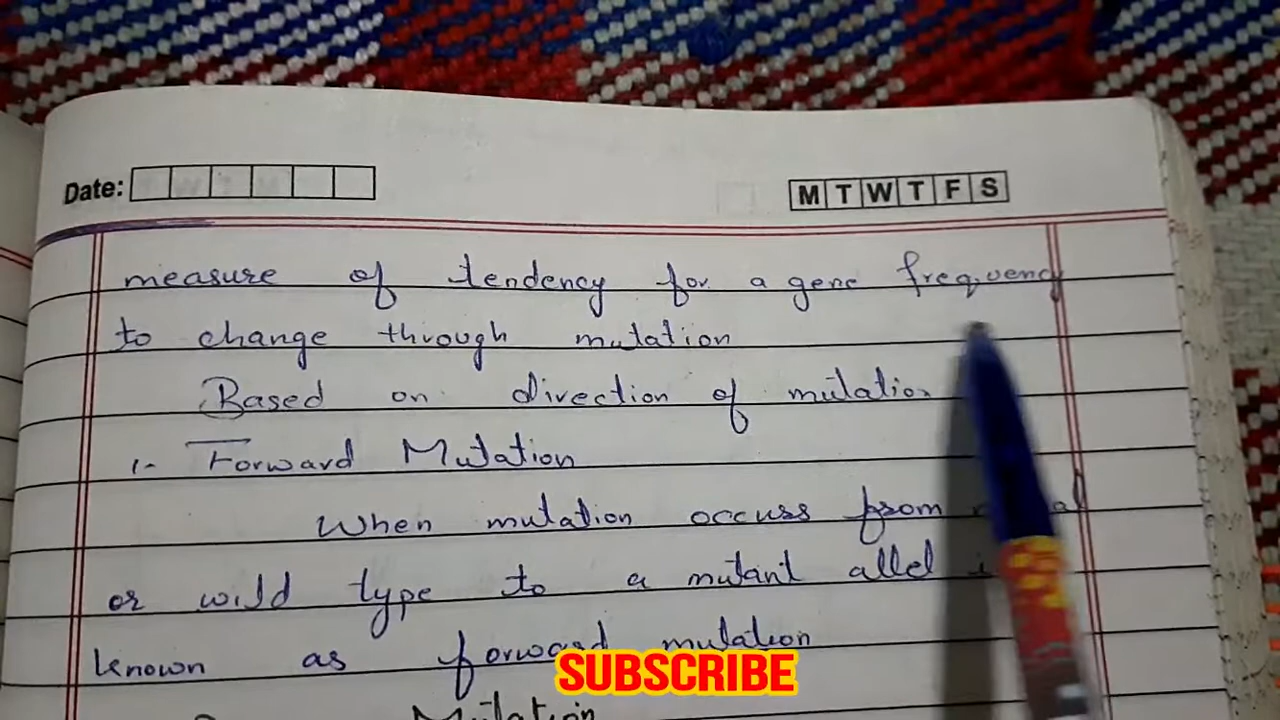 Date:
M T W T F S
measure of tendency for a gene frequency
to change through mutation
Based on direction of mutation
1- Forward Mutation
When mutation occurs from
or wild type to a mutant allel
known as forward mutation
SUBSCRIBE
Mutation